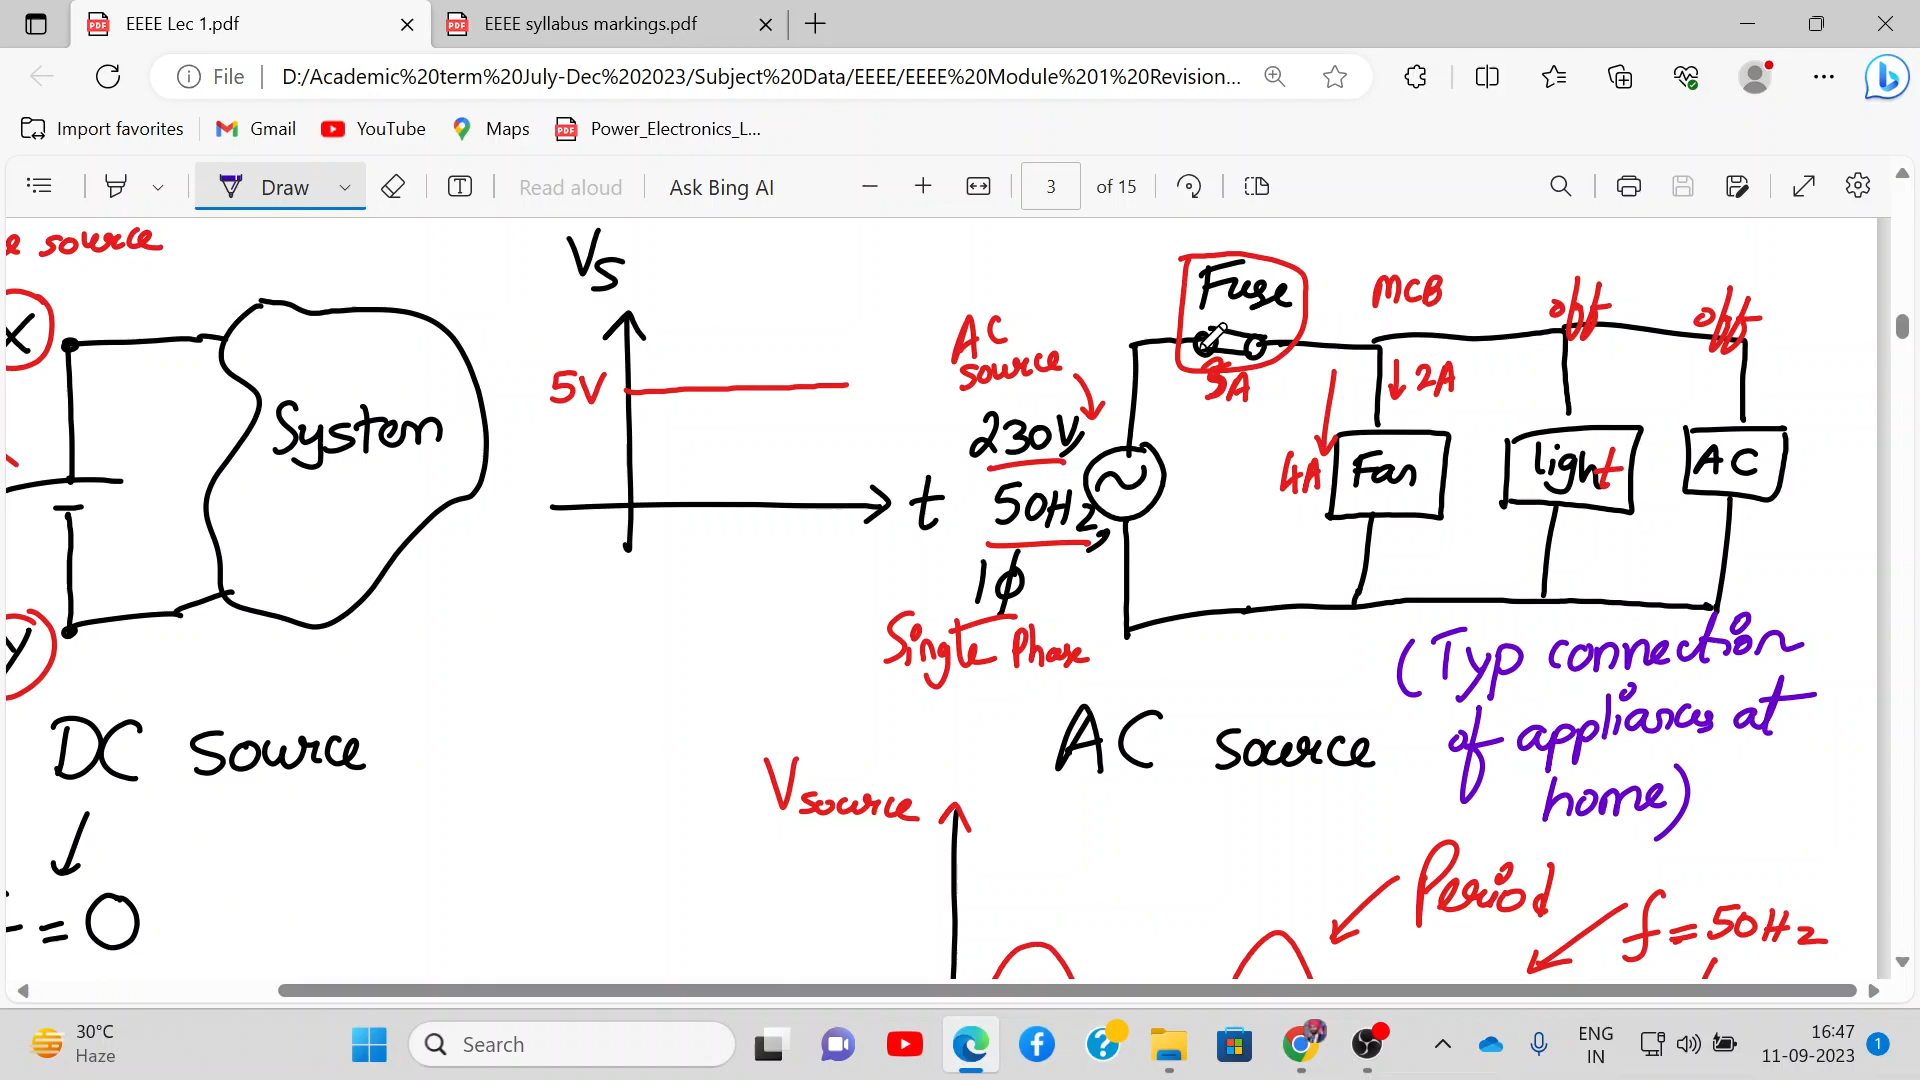 EEEE Lec 1.pdf
EEEE syllabus markings.pdf
File
D:/Academic%20term%20July-Dec%202023/Subject%20Data/EEEE/EEEE%20Module%201%20Revision...
Import favorites
Gmail
YouTube
Maps
Power_Electronics_L...
Draw
Read aloud
Ask Bing AI
3 of 15
source
Vs
5V
t
X
System
Y
DC source
= 0
Fuse
MCB
off
off
AC
source
3A
2A
4A
230V,
50Hz,
1ϕ
Single Phase
Fan
light
AC
AC source
(Typ connection
of appliances at
home)
Vsource
Period
f = 50Hz
30°C
Haze
Search
ENG
IN
16:47
11-09-2023
1